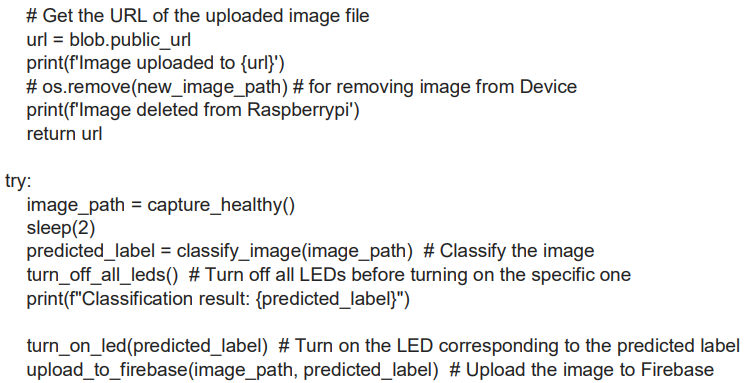 # Get the URL of the uploaded image file
url = blob.public_url
print(f'Image uploaded to {url}')
# os.remove(new_image_path) # for removing image from Device
print(f'Image deleted from Raspberrypi')
return url
try:
image_path = capture_healthy()
sleep(2)
predicted_label = classify_image(image_path)  # Classify the image
turn_off_all_leds()  # Turn off all LEDs before turning on the specific one
print(f"Classification result: {predicted_label}")
turn_on_led(predicted_label)  # Turn on the LED corresponding to the predicted label
upload_to_firebase(image_path, predicted_label)  # Upload the image to Firebase